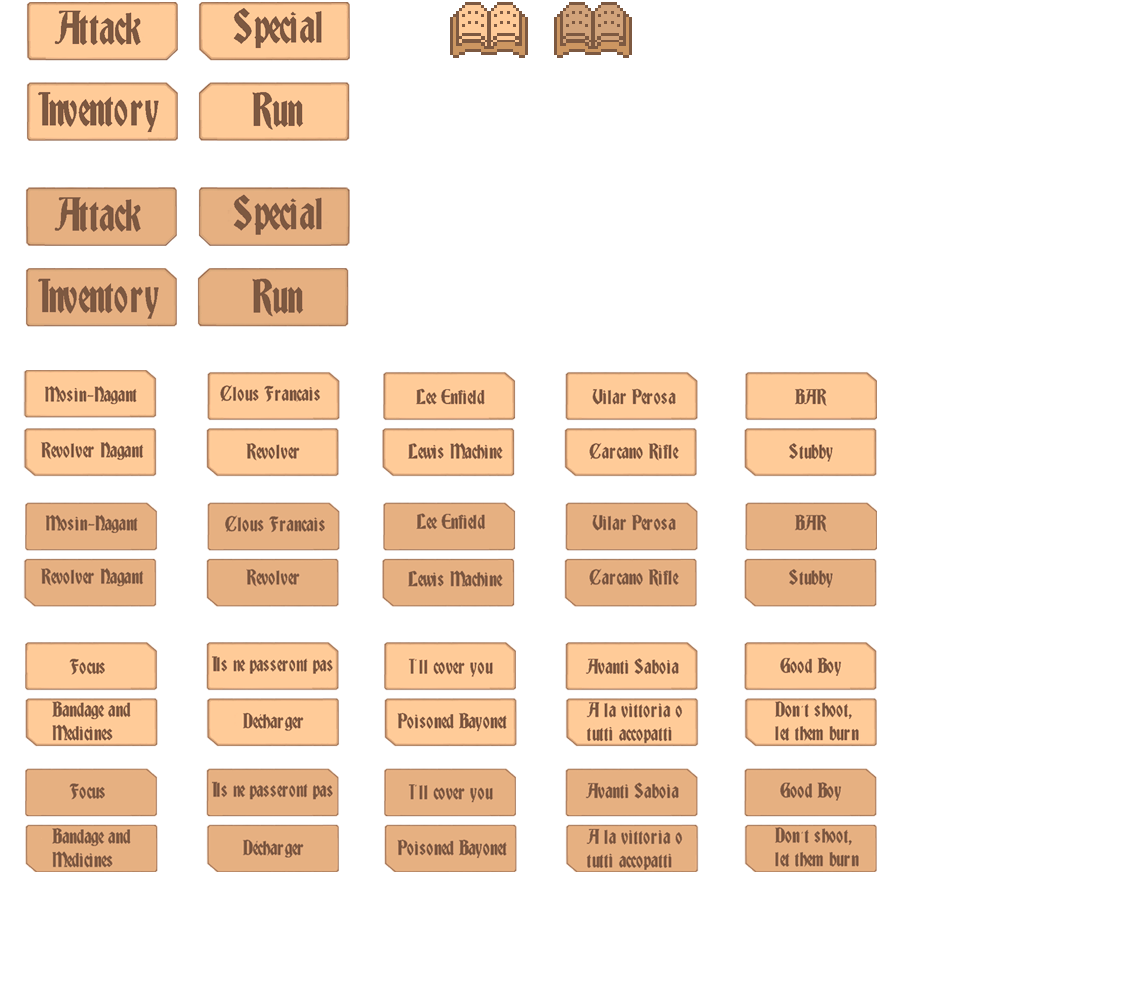 Attack
Special
Inventory
Run
Attack
Special
Inventory
Run
Mosin-Nagant
Clous Francais
Lee Enfield
Vilar Perosa
BAR
Revolver Nagant
Revolver
Lewis Machine
Carcano Rifle
Stubby
Mosin-Nagant
Clous Francais
Lee Enfield
Vilar Perosa
BAR
Revolver Nagant
Revolver
Lewis Machine
Carcano Rifle
Stubby
Focus
Ils ne passeront pas
I'll cover you
Avanti Saboia
Good Boy
Bandage and
Medicines
Décharger
Poisoned Bayonet
A la vittoria o
tutti accopatti
Don't shoot,
let them burn
Focus
Ils ne passeront pas
I'll cover you
Avanti Saboia
Good Boy
Bandage and
Medicines
Décharger
Poisoned Bayonet
A la vittoria o
tutti accopatti
Don't shoot,
let them burn